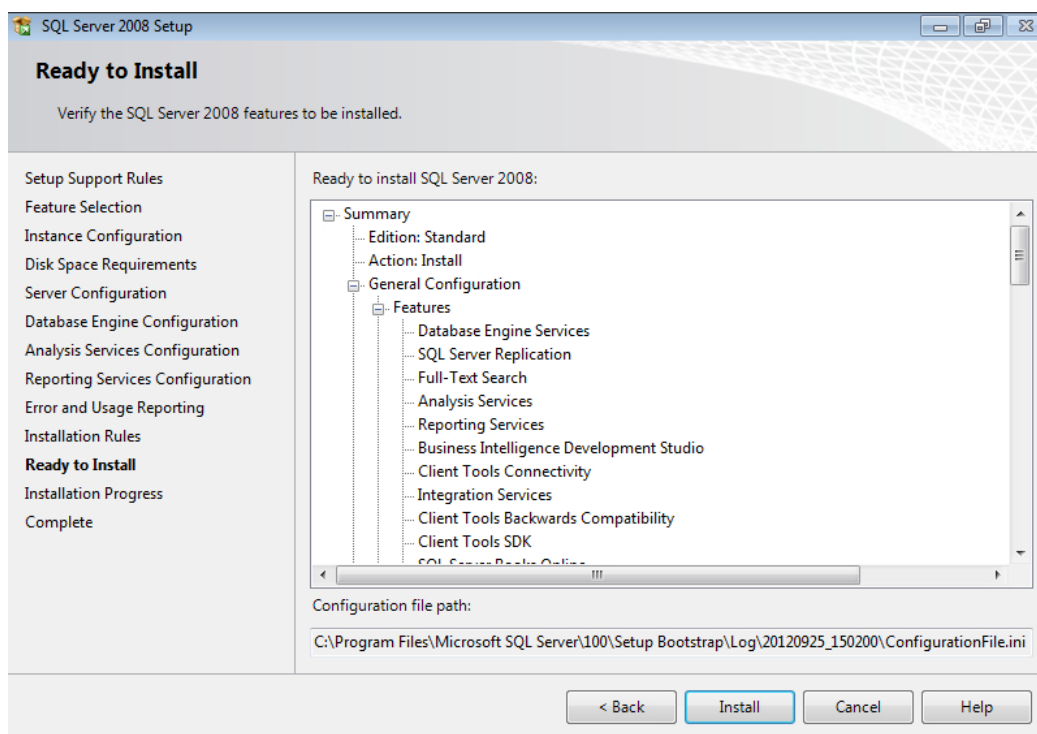 SQL Server 2008 Setup
Ready to Install
Verify the SQL Server 2008 features to be installed.
Setup Support Rules
Feature Selection
Instance Configuration
Disk Space Requirements
Server Configuration
Database Engine Configuration
Analysis Services Configuration
Reporting Services Configuration
Error and Usage Reporting
Installation Rules
Ready to Install
Installation Progress
Complete
Ready to install SQL Server 2008:
Summary
Edition: Standard
Action: Install
General Configuration
Features
Database Engine Services
SQL Server Replication
Full-Text Search
Analysis Services
Reporting Services
Business Intelligence Development Studio
Client Tools Connectivity
Integration Services
Client Tools Backwards Compatibility
Client Tools SDK
SQL Server Books Online
Configuration file path:
C:\Program Files\Microsoft SQL Server\100\Setup Bootstrap\Log\20120925_150200\ConfigurationFile.ini
< Back
Install
Cancel
Help